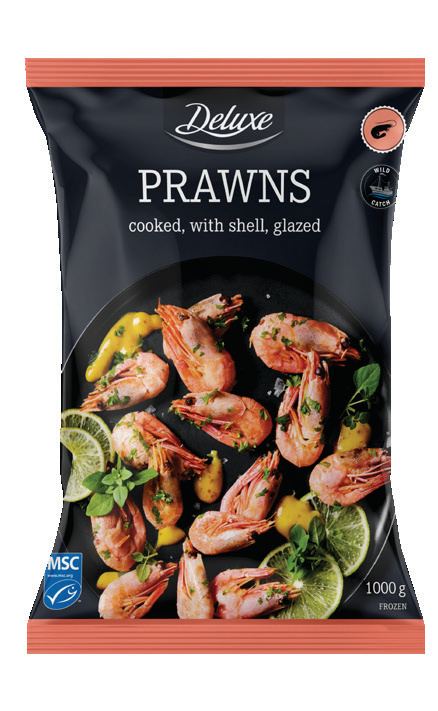 Deluxe
PRAWNS
cooked, with shell, glazed
WILD
CATCH
MSC
www.msc.org
1000 g
FROZEN